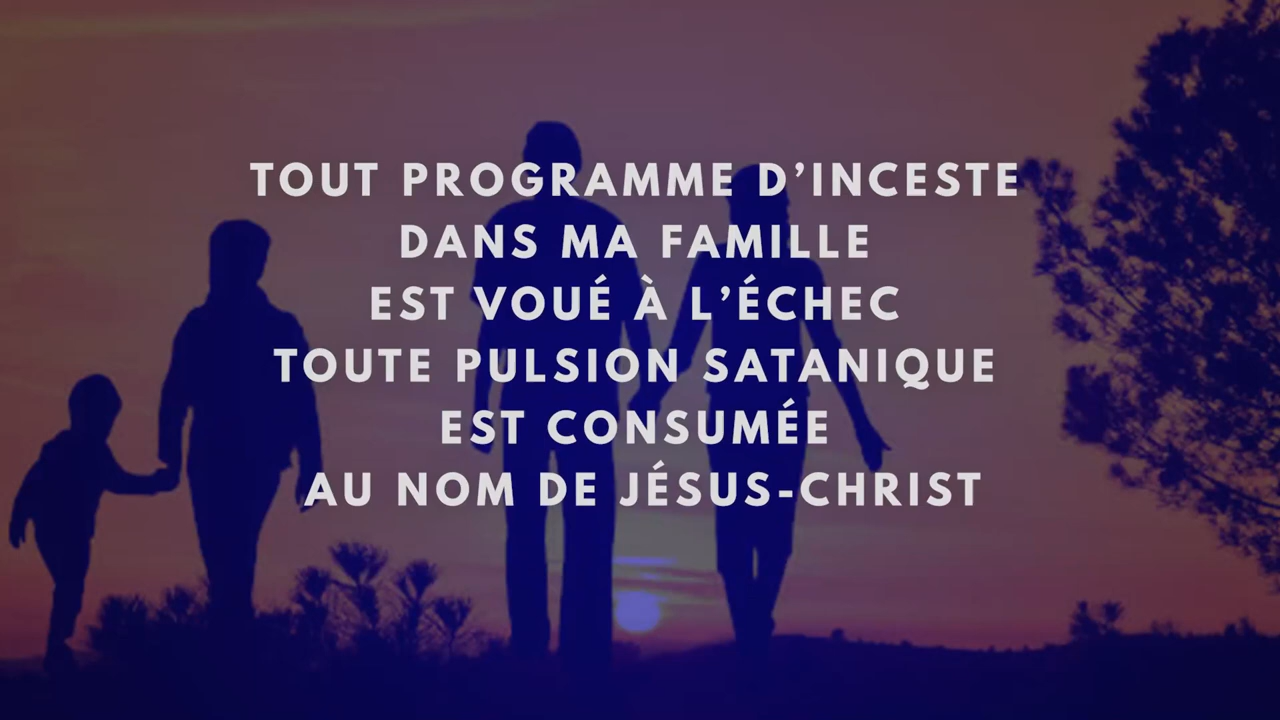 TOUT PROGRAMME D’INCESTE
DANS MA FAMILLE
EST VOUÉ À L’ÉCHEC
TOUTE PULSION SATANIQUE
EST CONSUMÉE
AU NOM DE JÉSUS-CHRIST